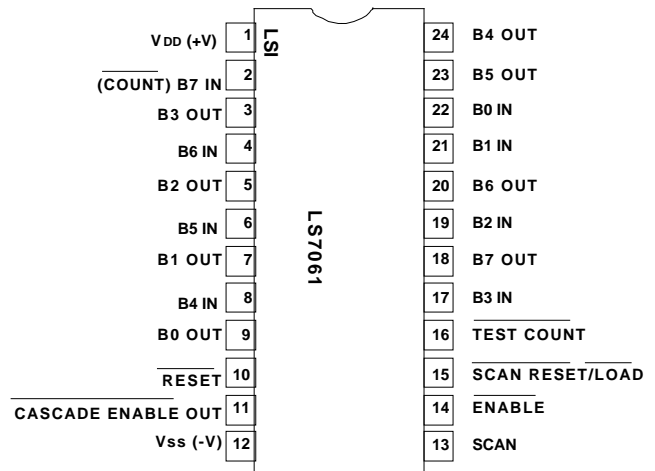 VDD (+V) 1 LSI 24 B4 OUT
(COUNT) B7 IN 2 23 B5 OUT
B3 OUT 3 22 B0 IN
B6 IN 4 21 B1 IN
B2 OUT 5 20 B6 OUT
B5 IN 6 19 B2 IN
LS7061
B1 OUT 7 18 B7 OUT
B4 IN 8 17 B3 IN
B0 OUT 9 16 TEST COUNT
RESET 10 15 SCAN RESET/LOAD
CASCADE ENABLE OUT 11 14 ENABLE
Vss (-V) 12 13 SCAN